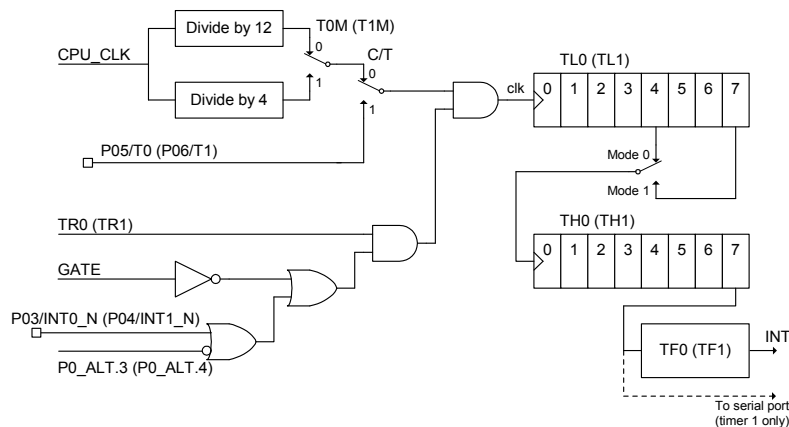 Divide by 12
T0M (T1M)
CPU_CLK
0
C/T
1
Divide by 4
0
1
P05/T0 (P06/T1)
clk
TL0 (TL1)
0 1 2 3 4 5 6 7
Mode 0
Mode 1
TR0 (TR1)
GATE
P03/INT0_N (P04/INT1_N)
P0_ALT.3 (P0_ALT.4)
TH0 (TH1)
0 1 2 3 4 5 6 7
TF0 (TF1)
INT
To serial port
(timer 1 only)